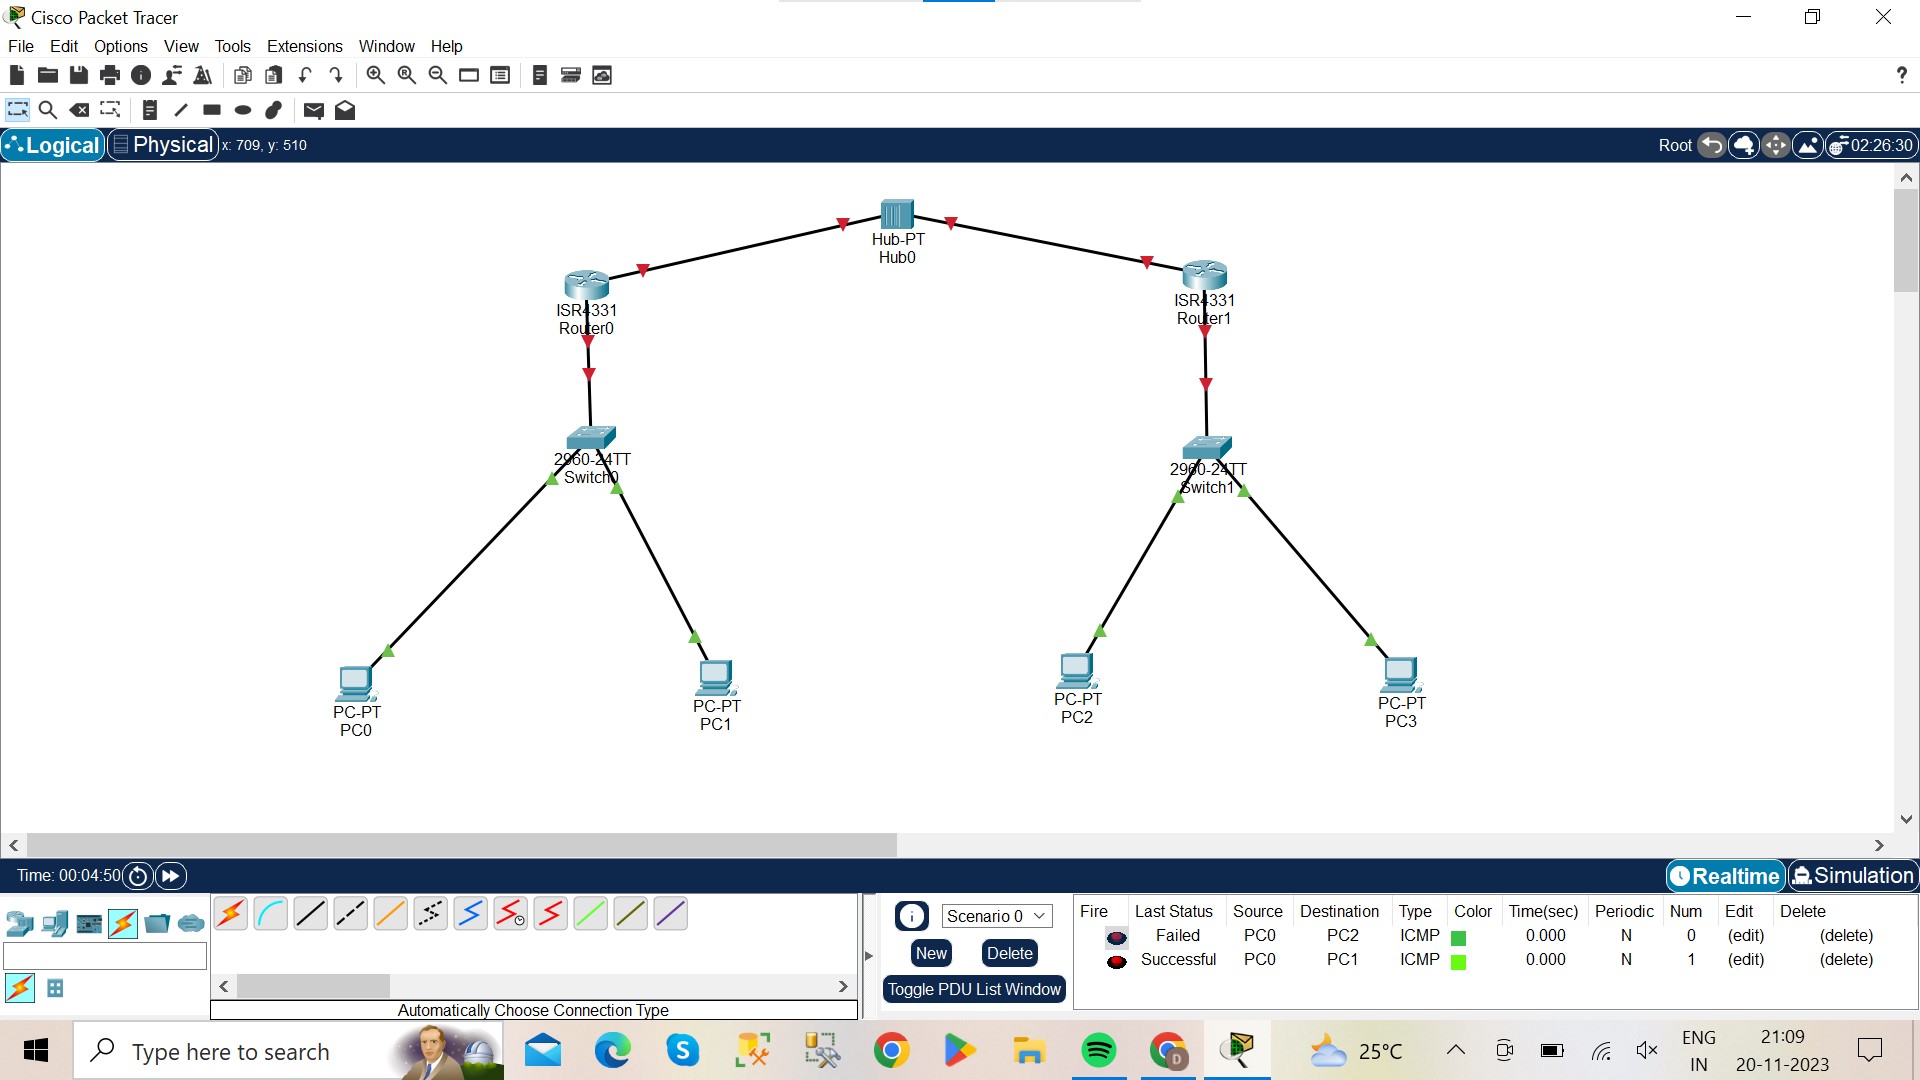 Cisco Packet Tracer
File Edit Options View Tools Extensions Window Help
?
Logical Physical x: 709, y: 510 Root 02:26:30
Hub-PT
Hub0
ISR4331
Router0
ISR4331
Router1
2960-24TT
Switch0
2960-24TT
Switch1
PC-PT
PC0
PC-PT
PC1
PC-PT
PC2
PC-PT
PC3
Time: 00:04:50 Realtime Simulation
Scenario 0
New Delete
Toggle PDU List Window
Automatically Choose Connection Type
Fire Last Status Source Destination Type Color Time(sec) Periodic Num Edit Delete
Failed PC0 PC2 ICMP 0.000 N 0 (edit) (delete)
Successful PC0 PC1 ICMP 0.000 N 1 (edit) (delete)
Type here to search
25°C
ENG
IN
21:09
20-11-2023